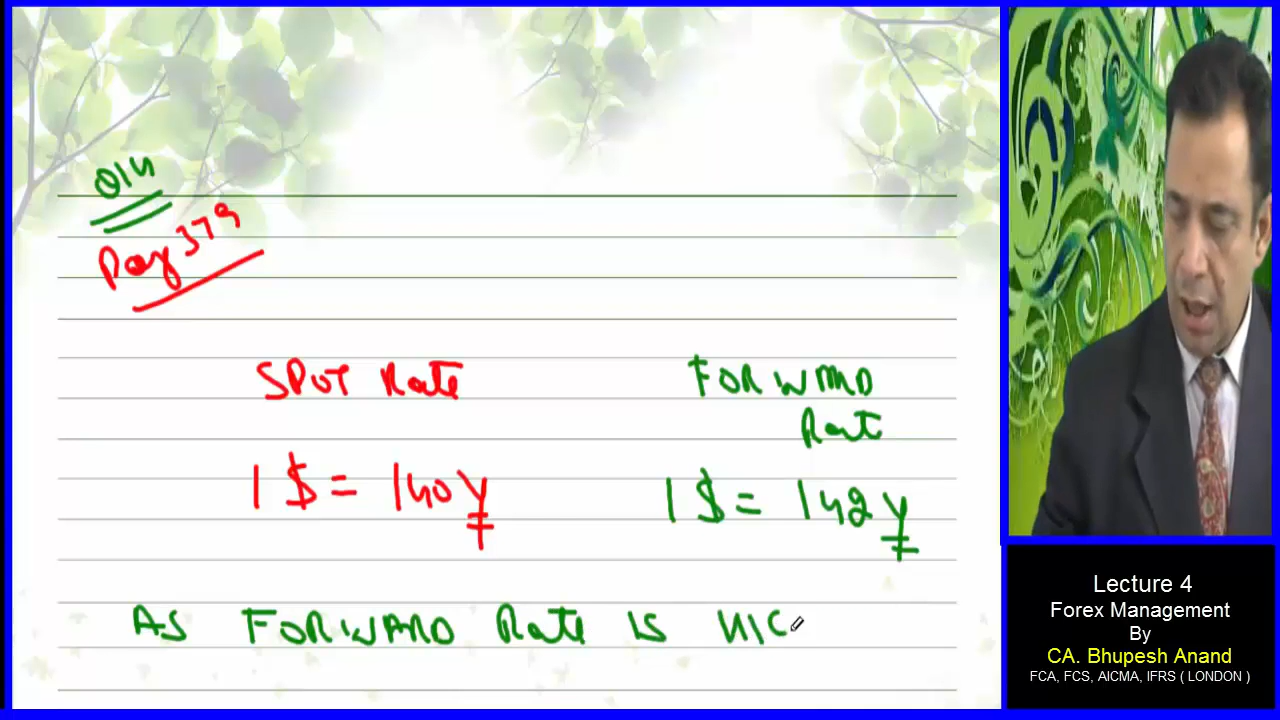 Q14
Page 379
SPOT Rate
FORWARD
Rate
1 $ = 140 ¥
1 $ = 142 ¥
AS FORWARD Rate IS HIG
Lecture 4
Forex Management
By
CA. Bhupesh Anand
FCA, FCS, AICMA, IFRS ( LONDON )